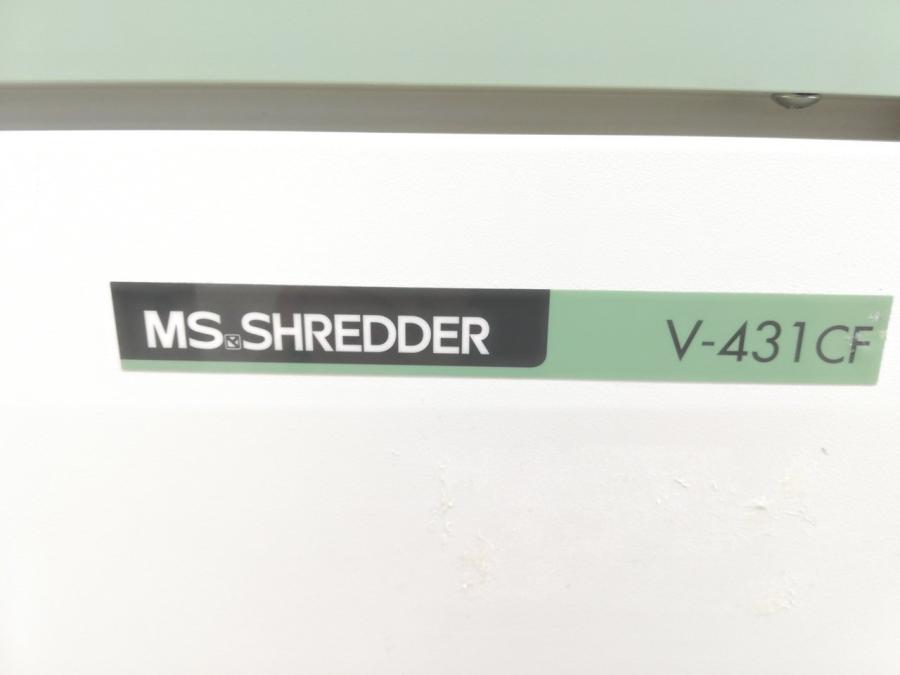 MS SHREDDER V-431CF